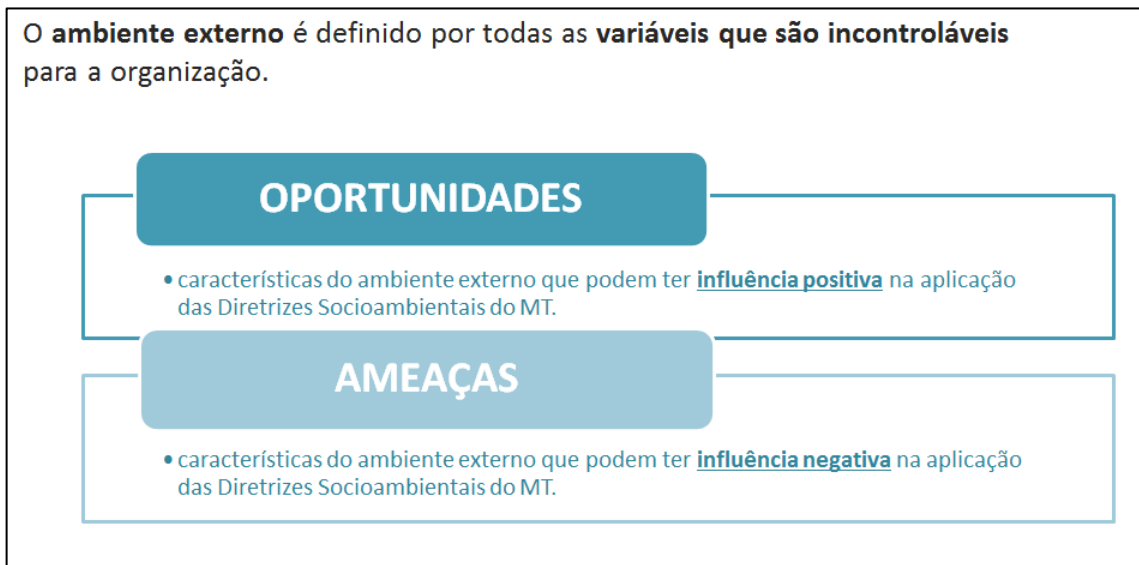 O ambiente externo é definido por todas as variáveis que são incontroláveis
para a organização.
OPORTUNIDADES
• características do ambiente externo que podem ter influência positiva na aplicação
das Diretrizes Socioambientais do MT.
AMEAÇAS
• características do ambiente externo que podem ter influência negativa na aplicação
das Diretrizes Socioambientais do MT.